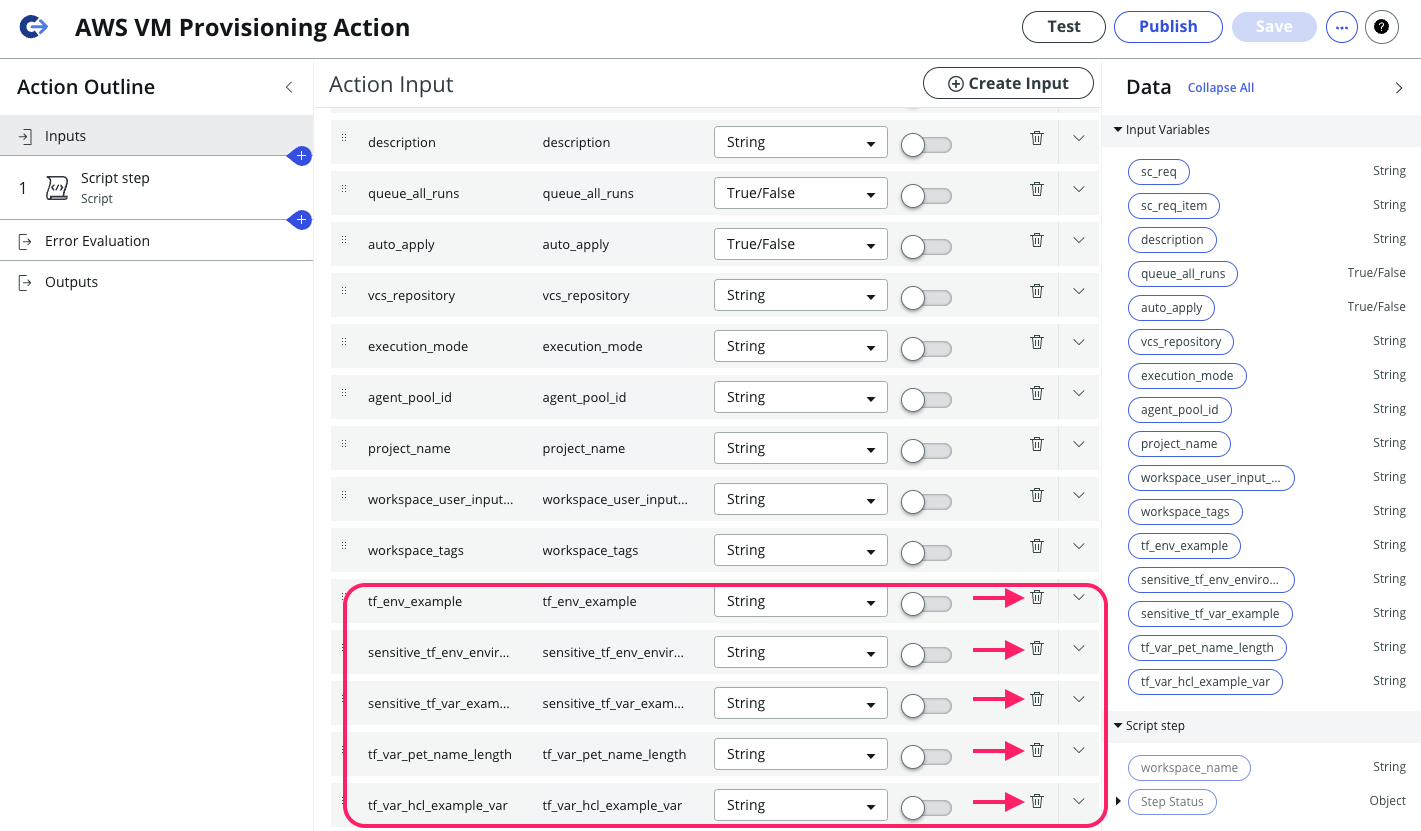 AWS VM Provisioning Action
Test
Publish
Save
Action Outline
Inputs
1
Script step
Script
Error Evaluation
Outputs
Action Input
Create Input
description description String
queue_all_runs queue_all_runs True/False
auto_apply auto_apply True/False
vcs_repository vcs_repository String
execution_mode execution_mode String
agent_pool_id agent_pool_id String
project_name project_name String
workspace_user_input... workspace_user_input... String
workspace_tags workspace_tags String
tf_env_example tf_env_example String
sensitive_tf_env_envir... sensitive_tf_env_envir... String
sensitive_tf_var_exam... sensitive_tf_var_exam... String
tf_var_pet_name_length tf_var_pet_name_length String
tf_var_hcl_example_var tf_var_hcl_example_var String
Data Collapse All
Input Variables
sc_req String
sc_req_item String
description String
queue_all_runs True/False
auto_apply True/False
vcs_repository String
execution_mode String
agent_pool_id String
project_name String
workspace_user_input_... String
workspace_tags String
tf_env_example String
sensitive_tf_env_enviro... String
sensitive_tf_var_example String
tf_var_pet_name_length String
tf_var_hcl_example_var String
Script step
workspace_name String
Step Status Object